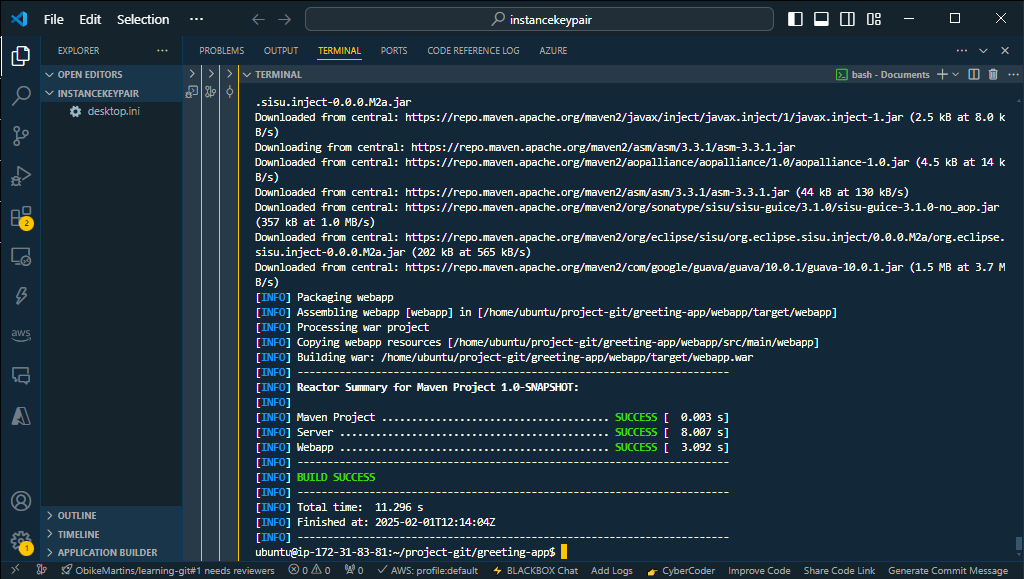 File Edit Selection ··· instancekeypair
EXPLORER ···
OPEN EDITORS
INSTANCEKEYPAIR
desktop.ini
OUTLINE
TIMELINE
APPLICATION BUILDER
2
aws
1
PROBLEMS OUTPUT TERMINAL PORTS CODE REFERENCE LOG AZURE ···
TERMINAL bash - Documents ···
.sisu.inject-0.0.0.M2a.jar
Downloaded from central: https://repo.maven.apache.org/maven2/javax/inject/javax.inject/1/javax.inject-1.jar (2.5 kB at 8.0 k
B/s)
Downloading from central: https://repo.maven.apache.org/maven2/asm/asm/3.3.1/asm-3.3.1.jar
Downloaded from central: https://repo.maven.apache.org/maven2/aopalliance/aopalliance/1.0/aopalliance-1.0.jar (4.5 kB at 14 k
B/s)
Downloaded from central: https://repo.maven.apache.org/maven2/asm/asm/3.3.1/asm-3.3.1.jar (44 kB at 130 kB/s)
Downloaded from central: https://repo.maven.apache.org/maven2/org/sonatype/sisu/sisu-guice/3.1.0/sisu-guice-3.1.0-no_aop.jar
(357 kB at 1.0 MB/s)
Downloaded from central: https://repo.maven.apache.org/maven2/org/eclipse/sisu/org.eclipse.sisu.inject/0.0.0.M2a/org.eclipse.
sisu.inject-0.0.0.M2a.jar (202 kB at 565 kB/s)
Downloaded from central: https://repo.maven.apache.org/maven2/com/google/guava/guava/10.0.1/guava-10.0.1.jar (1.5 MB at 3.7 M
B/s)
[INFO] Packaging webapp
[INFO] Assembling webapp [webapp] in [/home/ubuntu/project-git/greeting-app/webapp/target/webapp]
[INFO] Processing war project
[INFO] Copying webapp resources [/home/ubuntu/project-git/greeting-app/webapp/src/main/webapp]
[INFO] Building war: /home/ubuntu/project-git/greeting-app/webapp/target/webapp.war
[INFO] ------------------------------------------------------------------------
[INFO] Reactor Summary for Maven Project 1.0-SNAPSHOT:
[INFO]
[INFO] Maven Project ...................................... SUCCESS [  0.003 s]
[INFO] Server ............................................. SUCCESS [  8.007 s]
[INFO] Webapp ............................................. SUCCESS [  3.092 s]
[INFO] ------------------------------------------------------------------------
[INFO] BUILD SUCCESS
[INFO] ------------------------------------------------------------------------
[INFO] Total time:  11.296 s
[INFO] Finished at: 2025-02-01T12:14:04Z
[INFO] ------------------------------------------------------------------------
ubuntu@ip-172-31-83-81:~/project-git/greeting-app$
ObikeMartins/learning-git#1 needs reviewers 0 0 0 AWS: profile:default BLACKBOX Chat Add Logs CyberCoder Improve Code Share Code Link Generate Commit Message